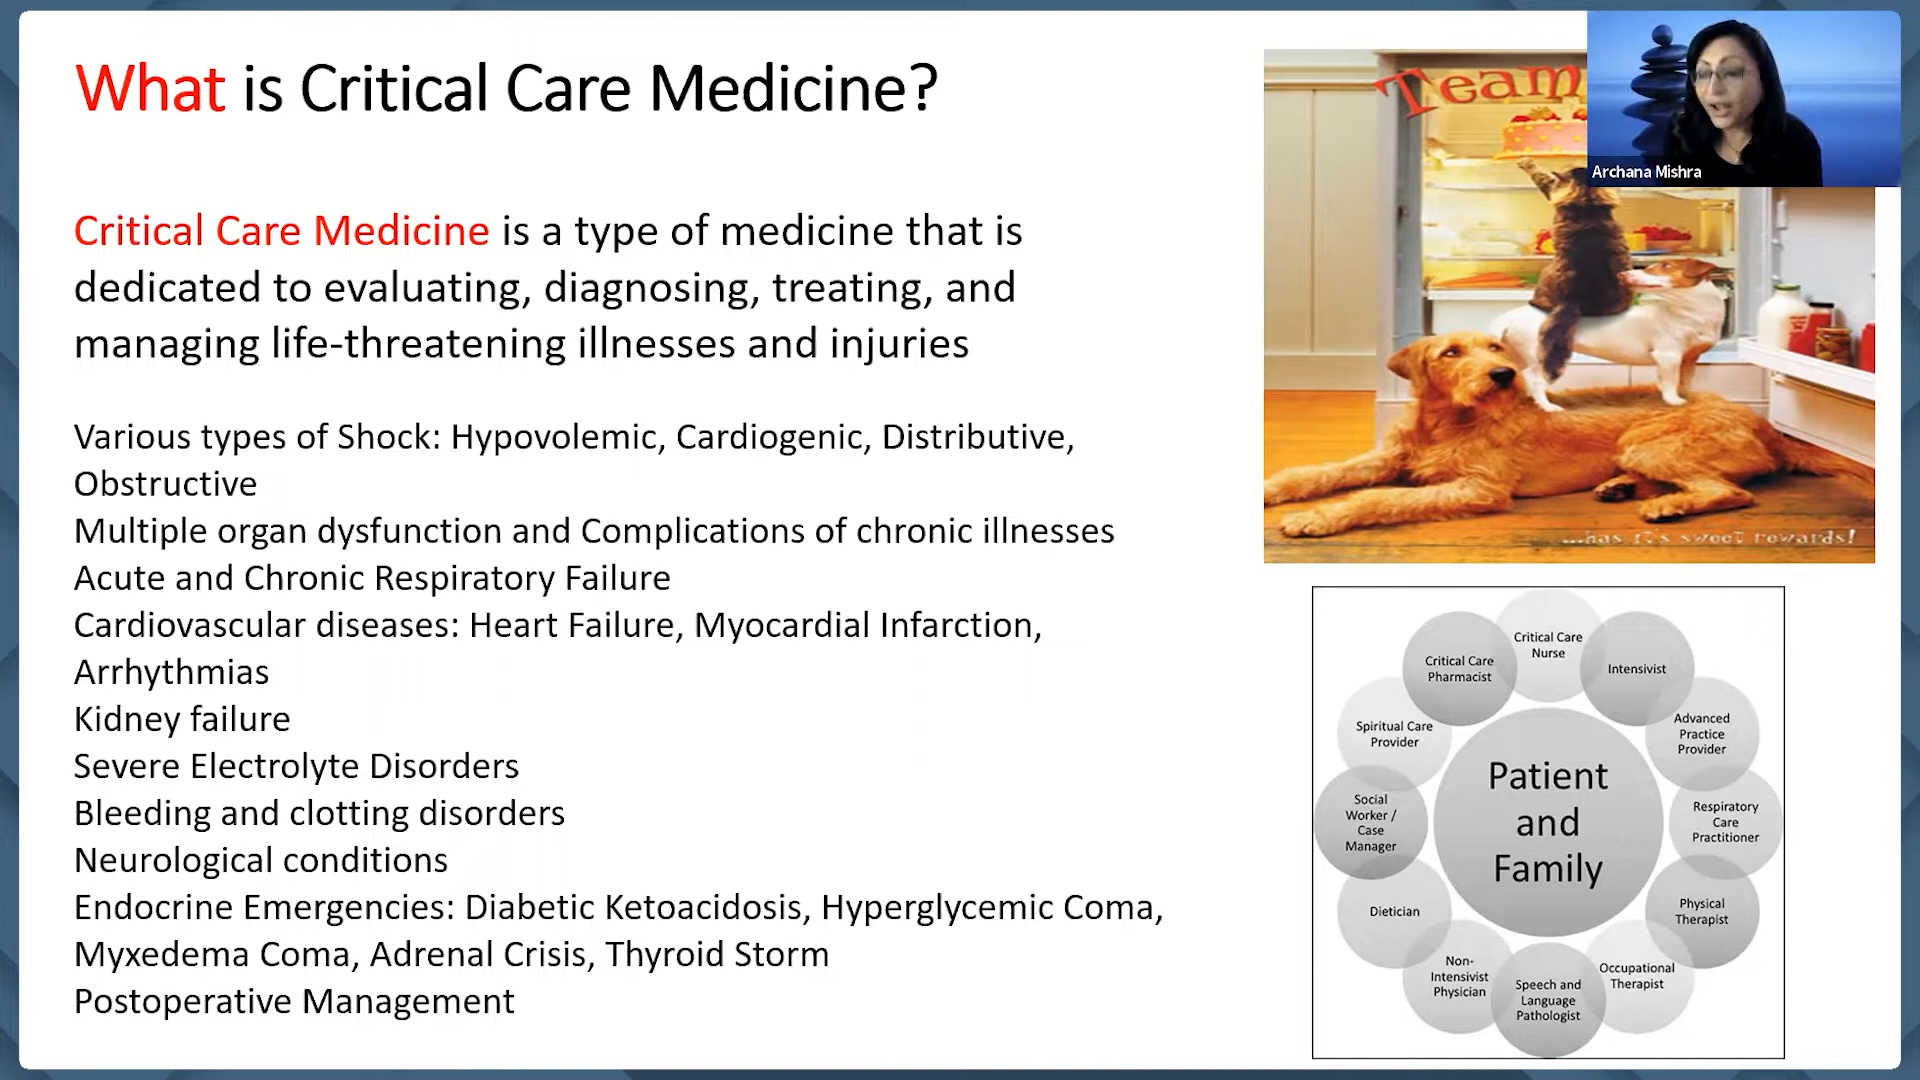 What is Critical Care Medicine?
Critical Care Medicine is a type of medicine that is
dedicated to evaluating, diagnosing, treating, and
managing life-threatening illnesses and injuries
Various types of Shock: Hypovolemic, Cardiogenic, Distributive,
Obstructive
Multiple organ dysfunction and Complications of chronic illnesses
Acute and Chronic Respiratory Failure
Cardiovascular diseases: Heart Failure, Myocardial Infarction,
Arrhythmias
Kidney failure
Severe Electrolyte Disorders
Bleeding and clotting disorders
Neurological conditions
Endocrine Emergencies: Diabetic Ketoacidosis, Hyperglycemic Coma,
Myxedema Coma, Adrenal Crisis, Thyroid Storm
Postoperative Management
Team
Archana Mishra
...has it's sweet rewards!
Critical Care
Nurse
Intensivist
Advanced
Practice
Provider
Respiratory
Care
Practitioner
Physical
Therapist
Occupational
Therapist
Speech and
Language
Pathologist
Non-
Intensivist
Physician
Dietician
Social
Worker /
Case
Manager
Spiritual Care
Provider
Critical Care
Pharmacist
Patient
and
Family